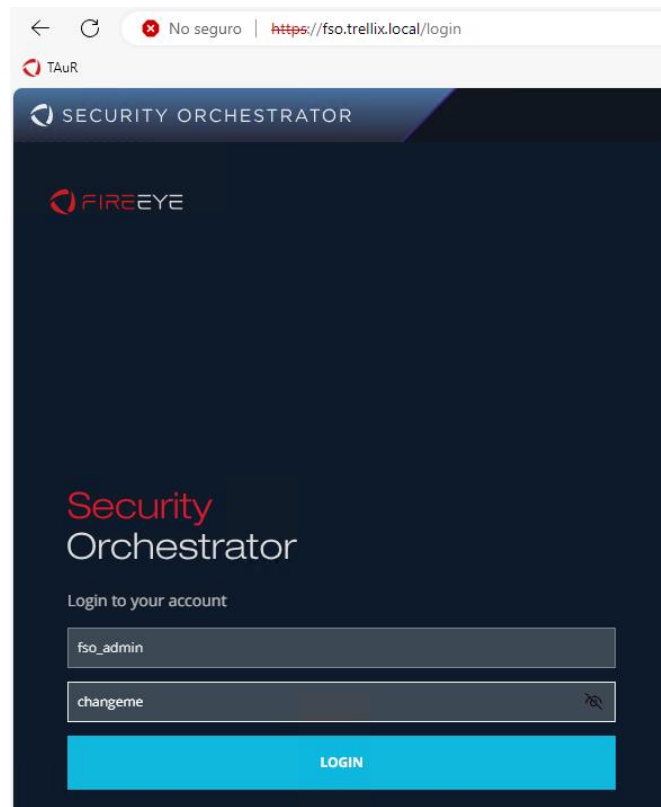 No seguro | https://fso.trellix.local/login
TAuR
SECURITY ORCHESTRATOR
FIREEYE
Security
Orchestrator
Login to your account
fso_admin
changeme
LOGIN